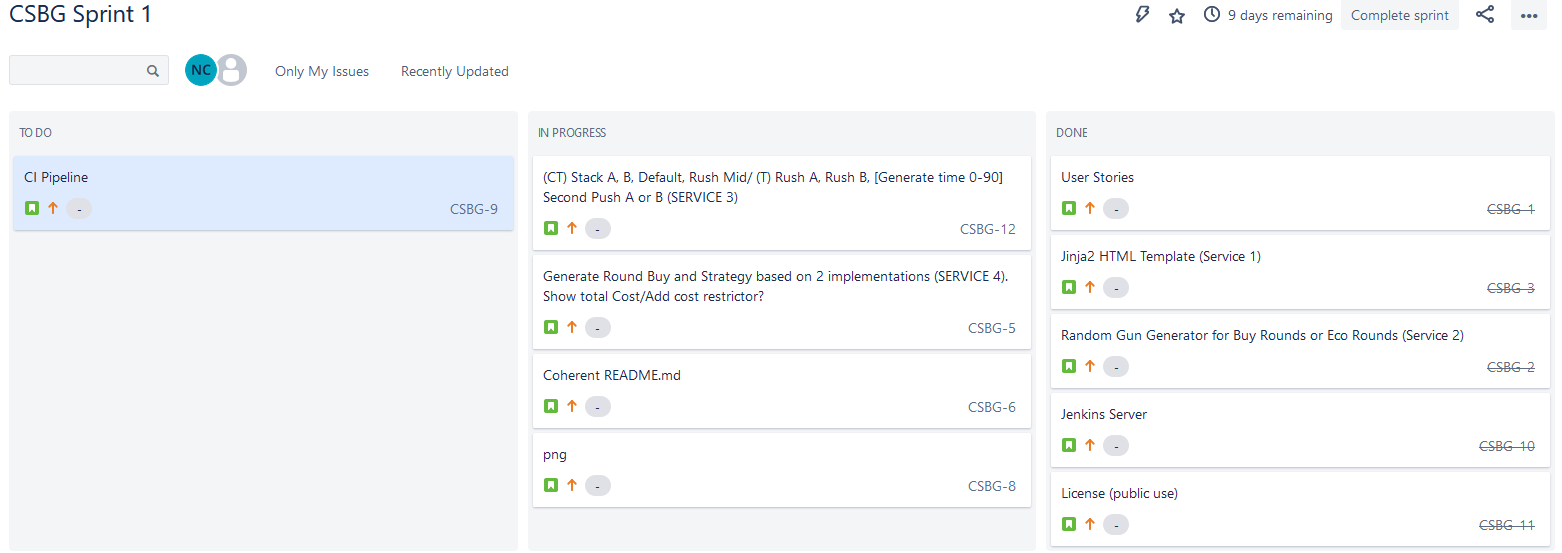 CSBG Sprint 1
9 days remaining
Complete sprint
NC
Only My Issues
Recently Updated
TO DO
CI Pipeline
-
CSBG-9
IN PROGRESS
(CT) Stack A, B, Default, Rush Mid/ (T) Rush A, Rush B, [Generate time 0-90]
Second Push A or B (SERVICE 3)
-
CSBG-12
Generate Round Buy and Strategy based on 2 implementations (SERVICE 4).
Show total Cost/Add cost restrictor?
-
CSBG-5
Coherent README.md
-
CSBG-6
png
-
CSBG-8
DONE
User Stories
-
CSBG-1
Jinja2 HTML Template (Service 1)
-
CSBG-3
Random Gun Generator for Buy Rounds or Eco Rounds (Service 2)
-
CSBG-2
Jenkins Server
-
CSBG-10
License (public use)
-
CSBG-11